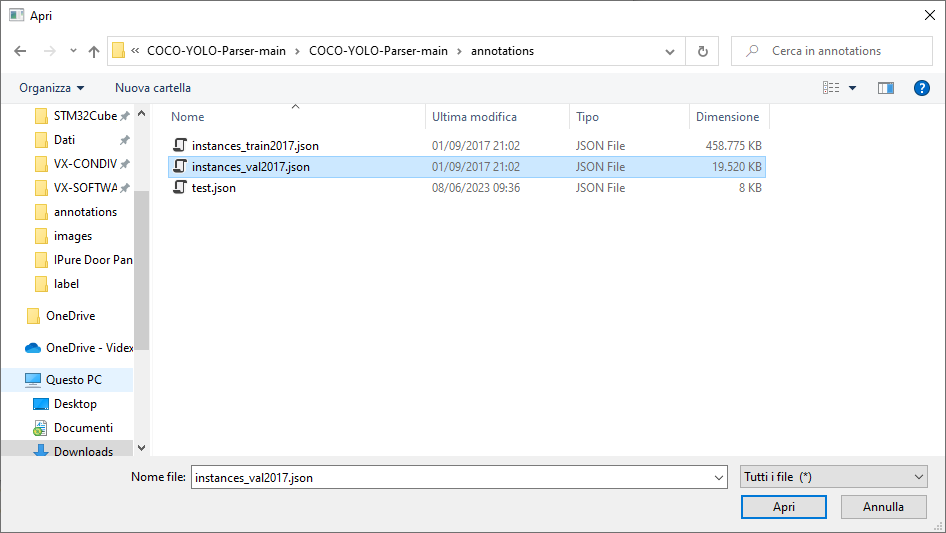 Apri
« COCO-YOLO-Parser-main › COCO-YOLO-Parser-main › annotations
Cerca in annotations
Organizza
Nuova cartella
?
STM32Cube
Dati
VX-CONDIV
VX-SOFTWA
annotations
images
IPure Door Pan
label
OneDrive
OneDrive - Videx
Questo PC
Desktop
Documenti
Downloads
Nome Ultima modifica Tipo Dimensione
instances_train2017.json 01/09/2017 21:02 JSON File 458.775 KB
instances_val2017.json 01/09/2017 21:02 JSON File 19.520 KB
test.json 08/06/2023 09:36 JSON File 8 KB
Nome file: instances_val2017.json Tutti i file (*)
Apri Annulla